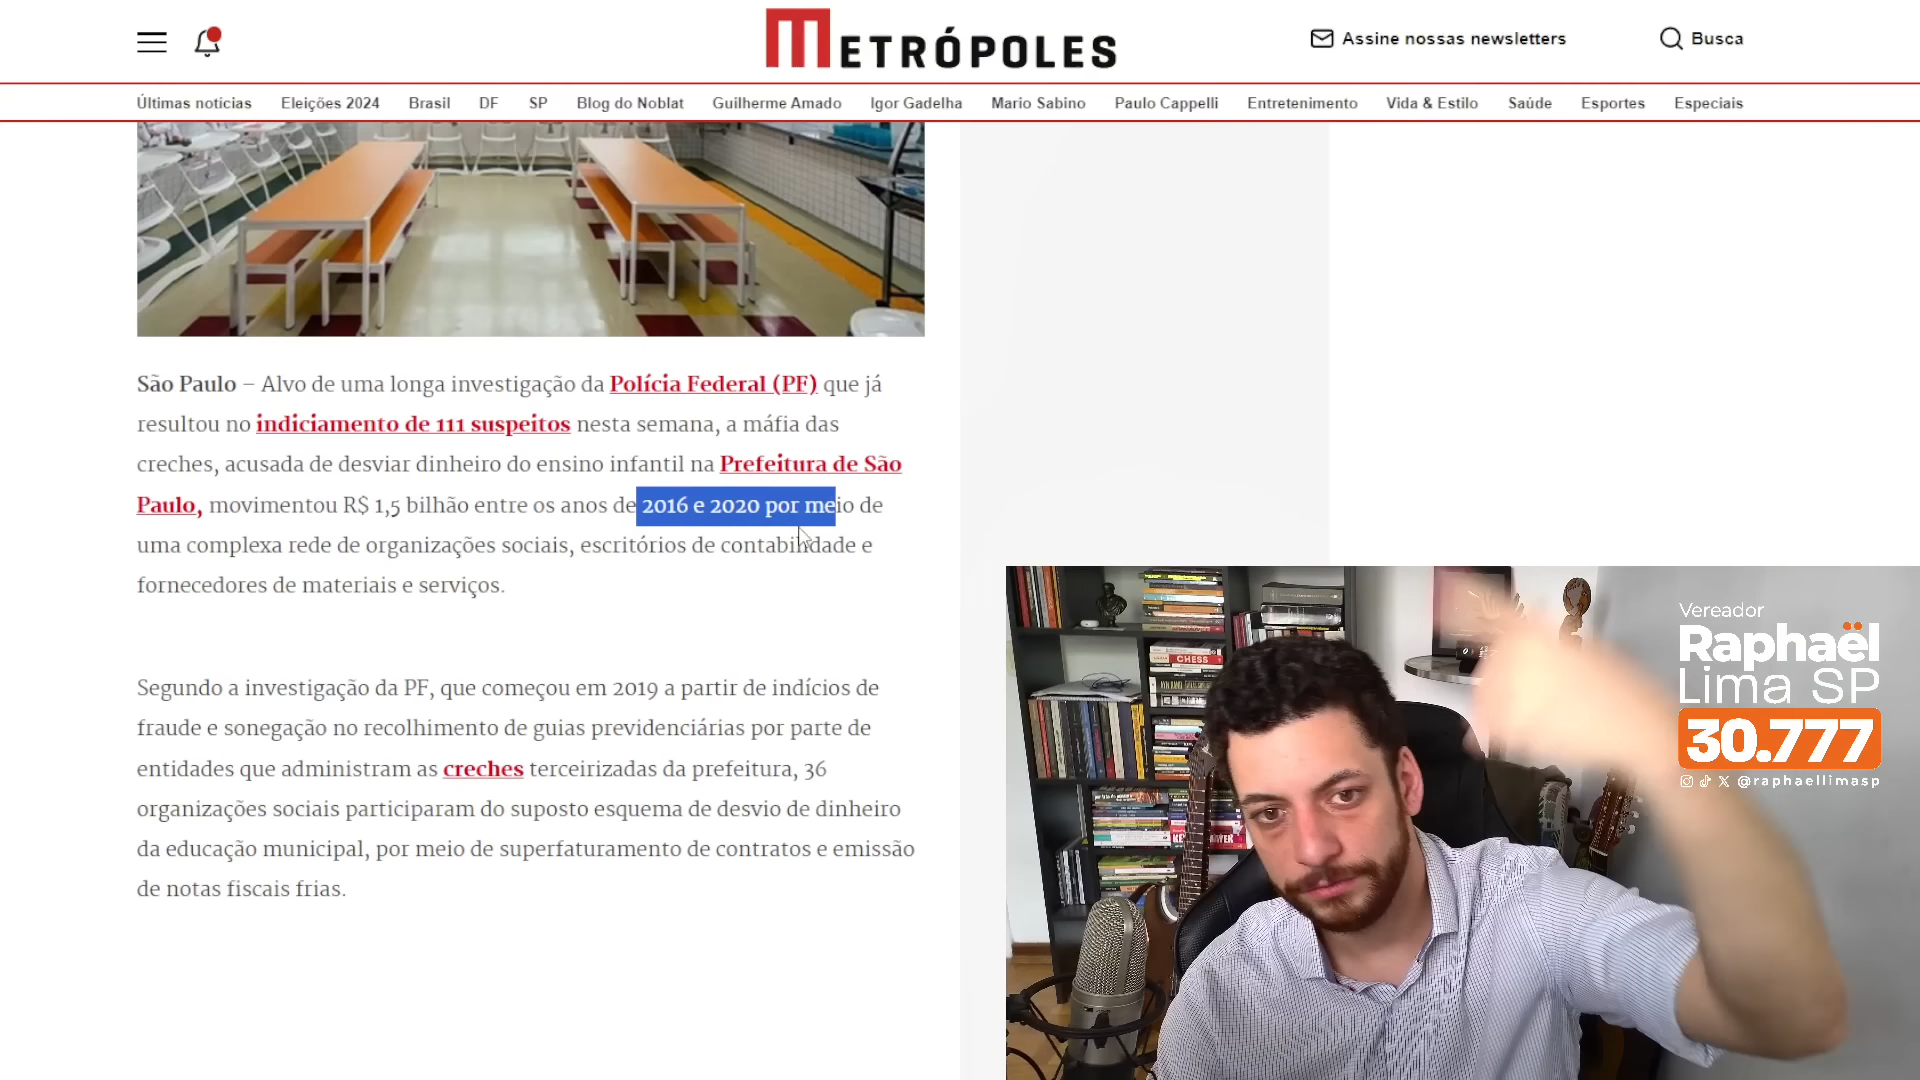 METRÓPOLES
Assine nossas newsletters
Busca
Últimas notícias Eleições 2024 Brasil DF SP Blog do Noblat Guilherme Amado Igor Gadelha Mario Sabino Paulo Cappelli Entretenimento Vida & Estilo Saúde Esportes Especiais
São Paulo – Alvo de uma longa investigação da Polícia Federal (PF) que já
resultou no indiciamento de 111 suspeitos nesta semana, a máfia das
creches, acusada de desviar dinheiro do ensino infantil na Prefeitura de São
Paulo, movimentou R$ 1,5 bilhão entre os anos de 2016 e 2020 por meio de
uma complexa rede de organizações sociais, escritórios de contabilidade e
fornecedores de materiais e serviços.
Segundo a investigação da PF, que começou em 2019 a partir de indícios de
fraude e sonegação no recolhimento de guias previdenciárias por parte de
entidades que administram as creches terceirizadas da prefeitura, 36
organizações sociais participaram do suposto esquema de desvio de dinheiro
da educação municipal, por meio de superfaturamento de contratos e emissão
de notas fiscais frias.
Vereador
Raphaël
Lima SP
30.777
@raphaellimasp
CHESS